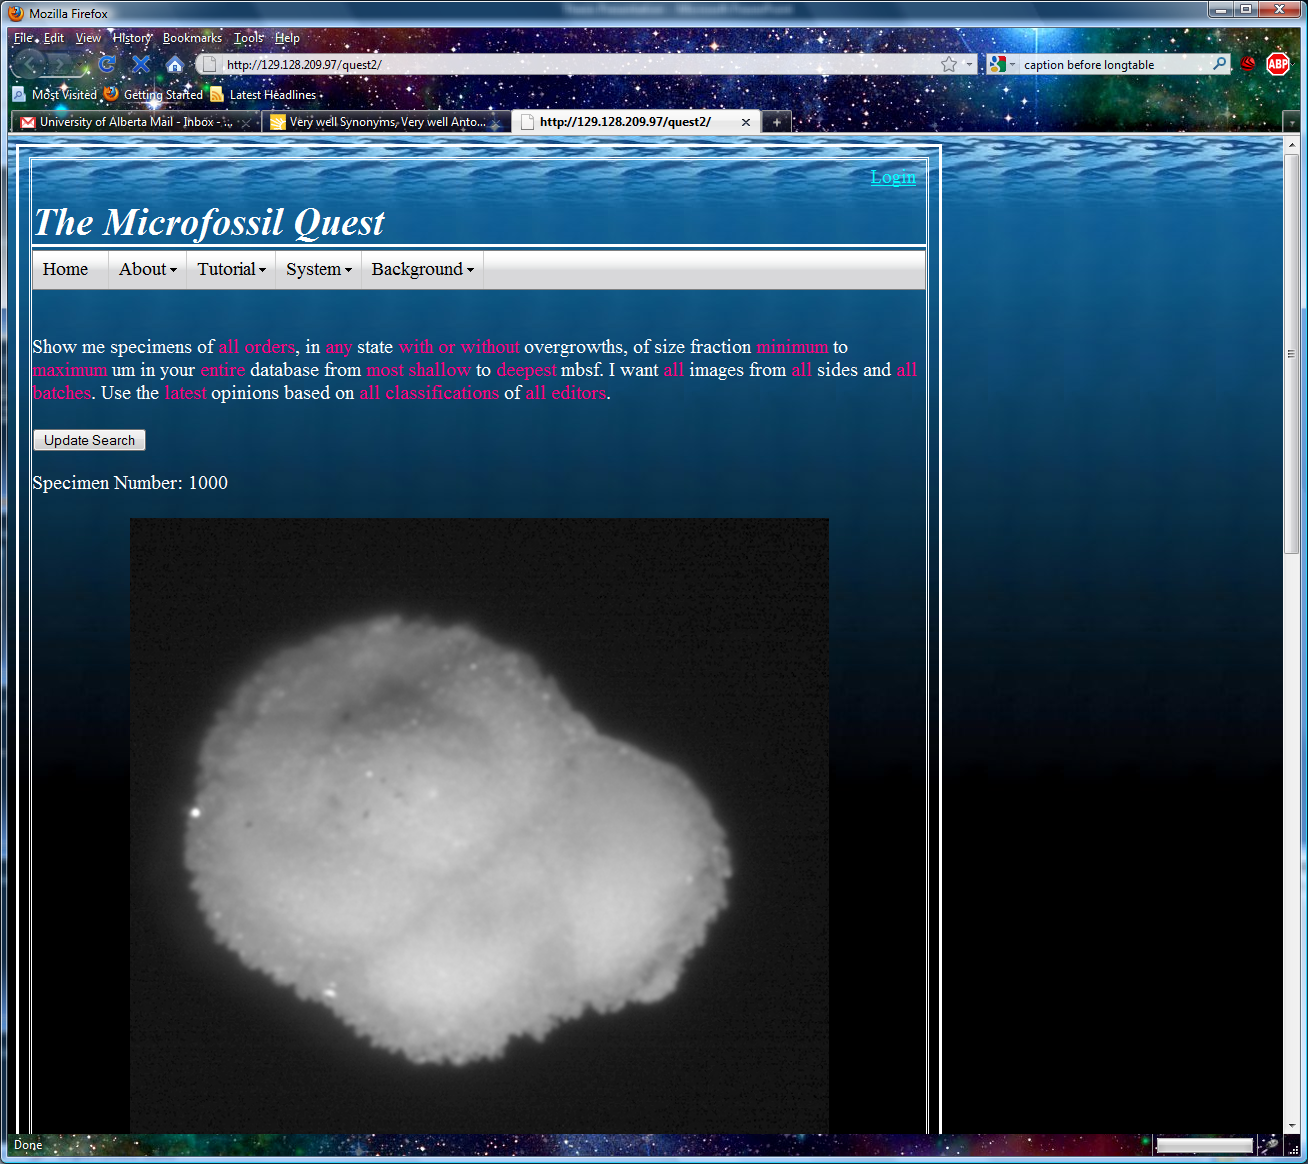 Mozilla Firefox
File Edit View History Bookmarks Tools Help
http://129.128.209.97/quest2/
caption before longtable
ABP
Most Visited Getting Started Latest Headlines
University of Alberta Mail - Inbox - ...
Very well Synonyms, Very well Anto...
http://129.128.209.97/quest2/
Login
The Microfossil Quest
Home About Tutorial System Background
Show me specimens of all orders, in any state with or without overgrowths, of size fraction minimum to
maximum um in your entire database from most shallow to deepest mbsf. I want all images from all sides and all
batches. Use the latest opinions based on all classifications of all editors.
Update Search
Specimen Number: 1000
Done